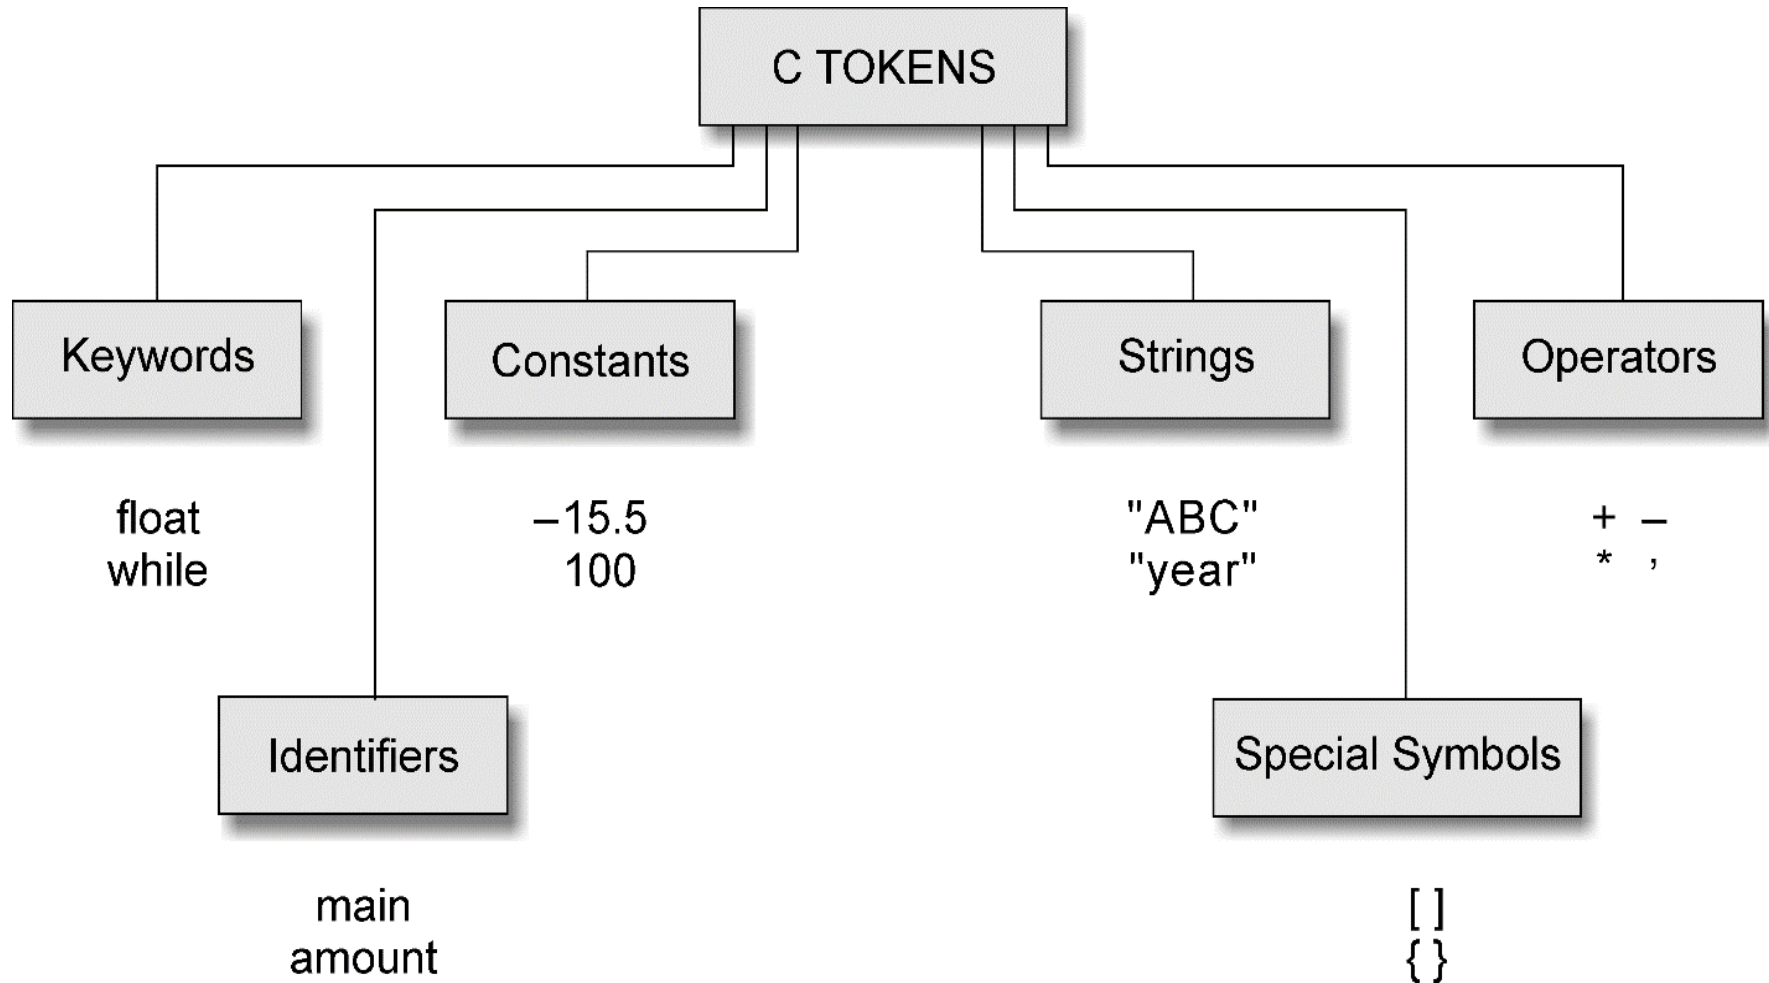 C TOKENS
Keywords
Constants
Strings
Operators
float
while
–15.5
100
"ABC"
"year"
+ –
* ,
Identifiers
Special Symbols
main
amount
[ ]
{ }